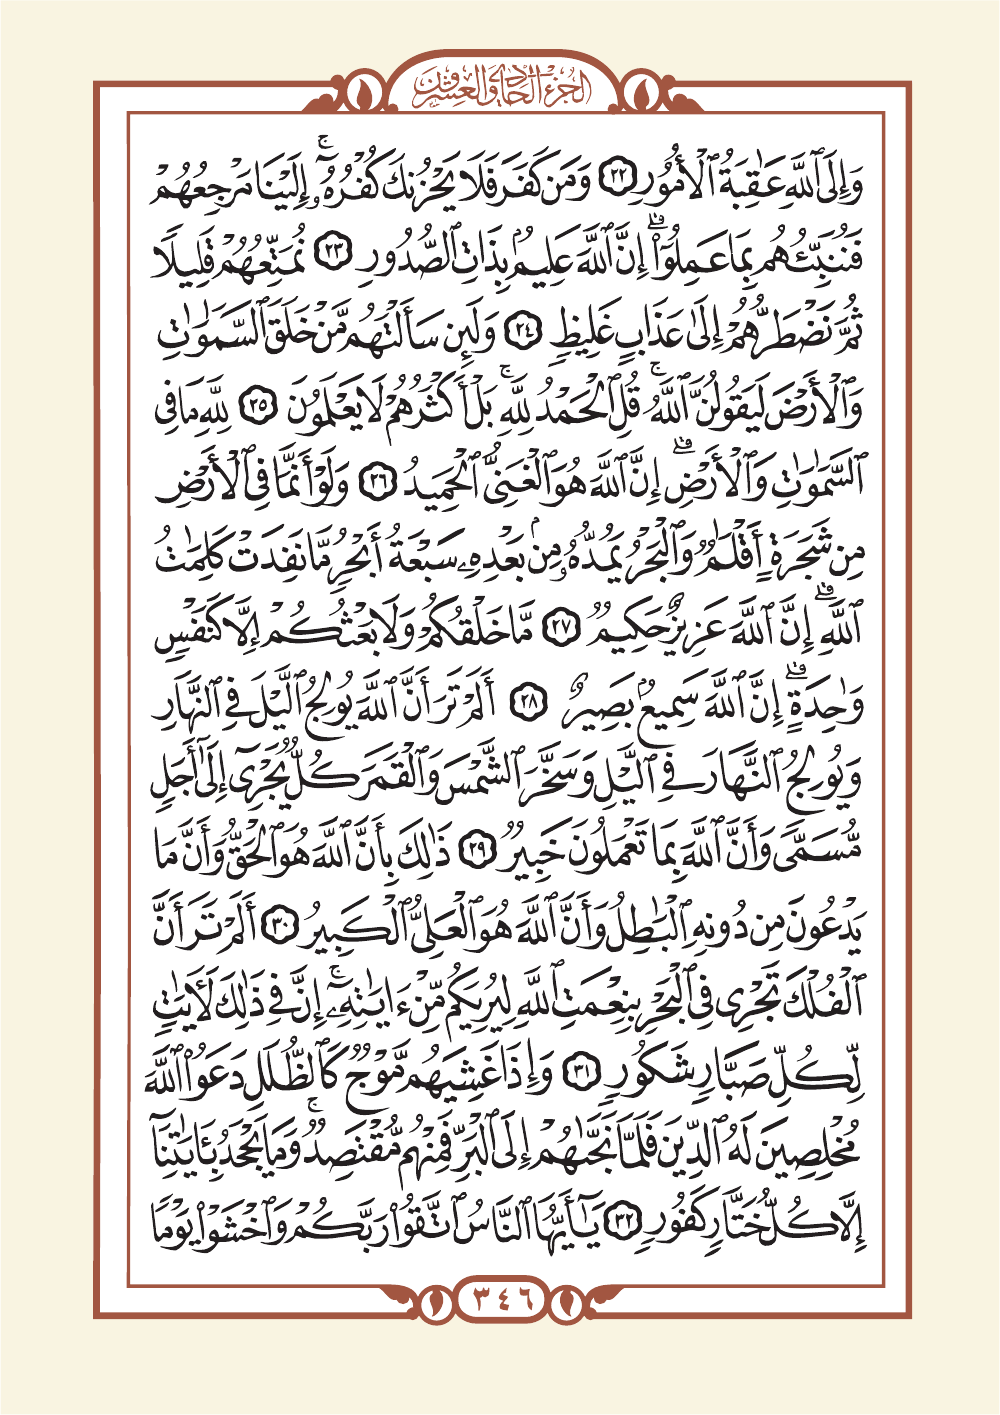 الجزء الحادي والعشرون
وَإِلَى ٱللَّهِ عَـٰقِبَةُ ٱلْأُمُورِ ٢٢ وَمَن كَفَرَ فَلَا يَحْزُنكَ كُفْرُهُۥٓ ۚ إِلَيْنَا مَرْجِعُهُمْ
فَنُنَبِّئُهُم بِمَا عَمِلُوٓا۟ ۗ إِنَّ ٱللَّهَ عَلِيمٌۢ بِذَاتِ ٱلصُّدُورِ ٢٣ نُمَتِّعُهُمْ قَلِيلًا
ثُمَّ نَضْطَرُّهُمْ إِلَىٰ عَذَابٍ غَلِيظٍ ٢٤ وَلَئِن سَأَلْتَهُم مَّنْ خَلَقَ ٱلسَّمَـٰوَٰتِ
وَٱلْأَرْضَ لَيَقُولُنَّ ٱللَّهُ ۚ قُلِ ٱلْحَمْدُ لِلَّهِ ۚ بَلْ أَكْثَرُهُمْ لَا يَعْلَمُونَ ٢٥ لِلَّهِ مَا فِى
ٱلسَّمَـٰوَٰتِ وَٱلْأَرْضِ ۗ إِنَّ ٱللَّهَ هُوَ ٱلْغَنِىُّ ٱلْحَمِيدُ ٢٦ وَلَوْ أَنَّمَا فِى ٱلْأَرْضِ
مِن شَجَرَةٍ أَقْلَـٰمٌ وَٱلْبَحْرُ يَمُدُّهُۥ مِنۢ بَعْدِهِۦ سَبْعَةُ أَبْحُرٍ مَّا نَفِدَتْ كَلِمَـٰتُ
ٱللَّهِ ۗ إِنَّ ٱللَّهَ عَزِيزٌ حَكِيمٌ ٢٧ مَّا خَلْقُكُمْ وَلَا بَعْثُكُمْ إِلَّا كَنَفْسٍ
وَٰحِدَةٍ ۗ إِنَّ ٱللَّهَ سَمِيعٌۢ بَصِيرٌ ٢٨ أَلَمْ تَرَ أَنَّ ٱللَّهَ يُولِجُ ٱلَّيْلَ فِى ٱلنَّهَارِ
وَيُولِجُ ٱلنَّهَارَ فِى ٱلَّيْلِ وَسَخَّرَ ٱلشَّمْسَ وَٱلْقَمَرَ كُلٌّ يَجْرِىٓ إِلَىٰٓ أَجَلٍ
مُّسَمًّى وَأَنَّ ٱللَّهَ بِمَا تَعْمَلُونَ خَبِيرٌ ٢٩ ذَٰلِكَ بِأَنَّ ٱللَّهَ هُوَ ٱلْحَقُّ وَأَنَّ مَا
يَدْعُونَ مِن دُونِهِ ٱلْبَـٰطِلُ وَأَنَّ ٱللَّهَ هُوَ ٱلْعَلِىُّ ٱلْكَبِيرُ ٣٠ أَلَمْ تَرَ أَنَّ
ٱلْفُلْكَ تَجْرِى فِى ٱلْبَحْرِ بِنِعْمَتِ ٱللَّهِ لِيُرِيَكُم مِّنْ ءَايَـٰتِهِۦٓ ۚ إِنَّ فِى ذَٰلِكَ لَـَٔايَـٰتٍ
لِّكُلِّ صَبَّارٍ شَكُورٍ ٣١ وَإِذَا غَشِيَهُم مَّوْجٌ كَٱلظُّلَلِ دَعَوُا۟ ٱللَّهَ
مُخْلِصِينَ لَهُ ٱلدِّينَ فَلَمَّا نَجَّىٰهُمْ إِلَى ٱلْبَرِّ فَمِنْهُم مُّقْتَصِدٌ ۚ وَمَا يَجْحَدُ بِـَٔايَـٰتِنَآ
إِلَّا كُلُّ خَتَّارٍ كَفُورٍ ٣٢ يَـٰٓأَيُّهَا ٱلنَّاسُ ٱتَّقُوا۟ رَبَّكُمْ وَٱخْشَوْا۟ يَوْمًا
٣٤٦